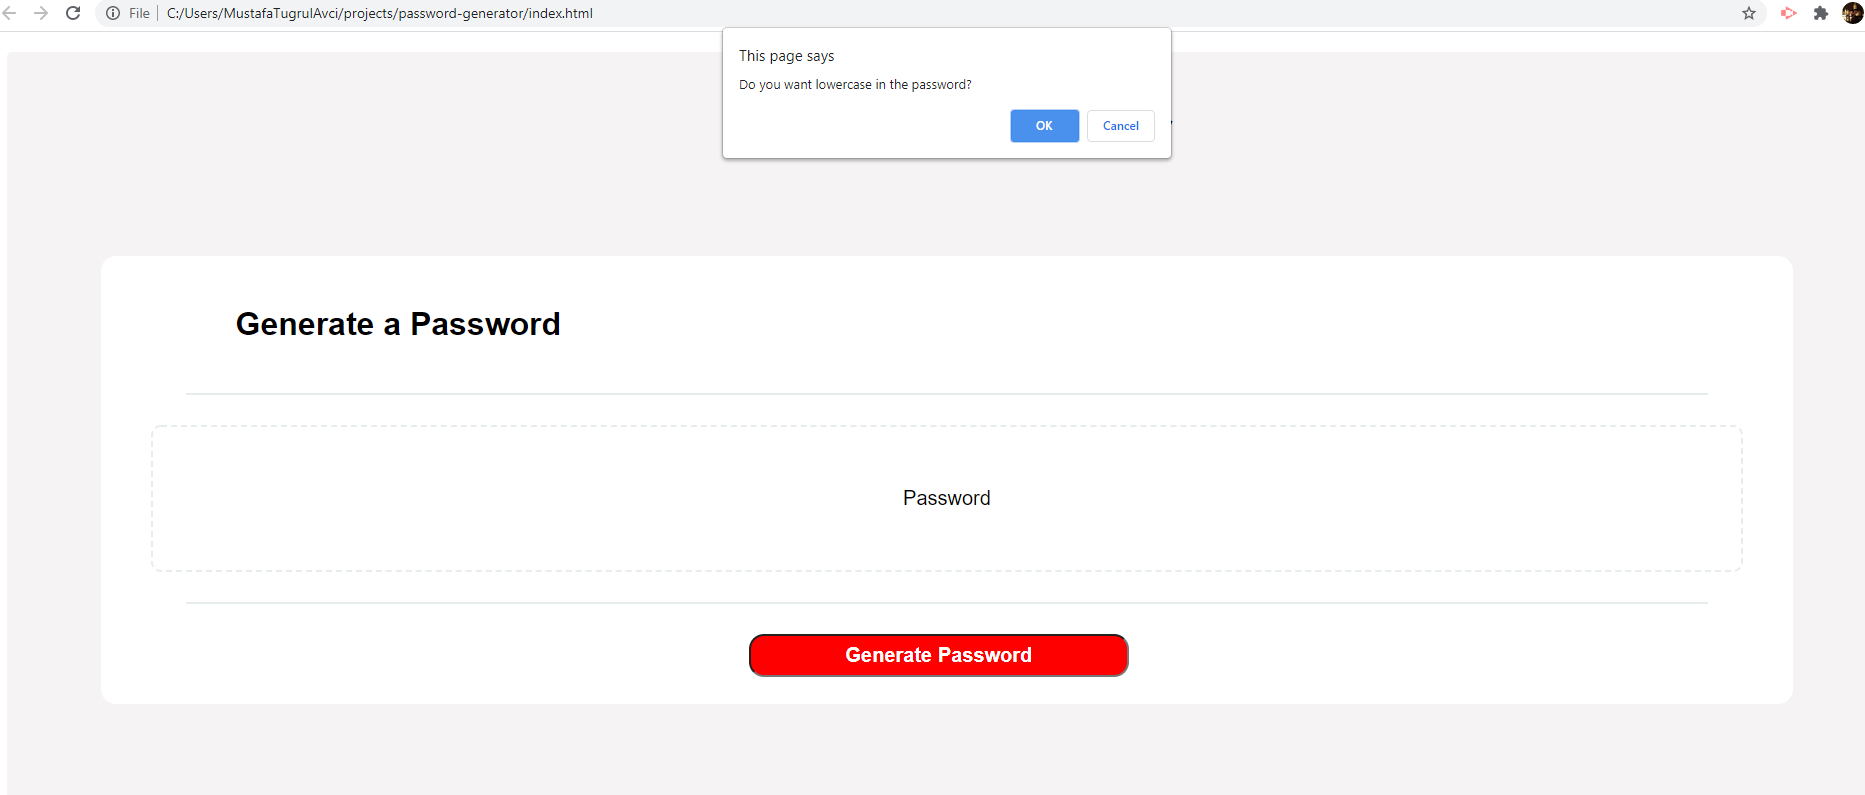 File C:/Users/MustafaTugrulAvci/projects/password-generator/index.html
This page says
Do you want lowercase in the password?
OK Cancel
Generate a Password
Password
Generate Password